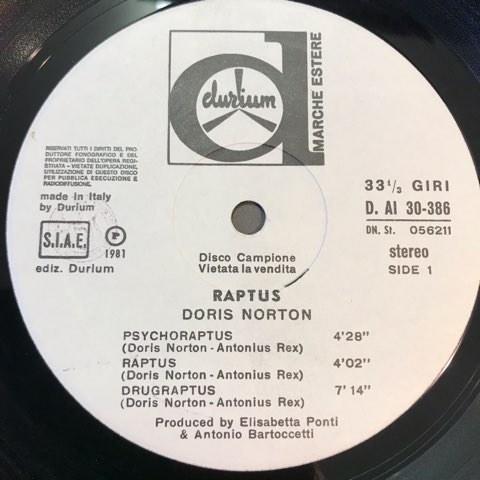 durium
MARCHE ESTERE
RISERVATI TUTTI I DIRITTI DEL PRO-
DUTTORE FONOGRAFICO E DEL
PROPRIETARIO DELL'OPERA REGI-
STRATA - VIETATE DUPLICAZIONE,
UTILIZZAZIONE DI QUESTO DISCO
PER PUBBLICA ESECUZIONE E
RADIODIFFUSIONE.
made in Italy
by Durium
S.I.A.E.
P
1981
ediz. Durium
33 1/3 GIRI
D. AI 30-386
DN. St. 056211
stereo
SIDE 1
Disco Campione
Vietata la vendita
RAPTUS
DORIS NORTON
PSYCHORAPTUS 4'28"
(Doris Norton - Antonius Rex)
RAPTUS 4'02"
(Doris Norton - Antonius Rex)
DRUGRAPTUS 7'14"
(Doris Norton - Antonius Rex)
Produced by Elisabetta Ponti
& Antonio Bartoccetti